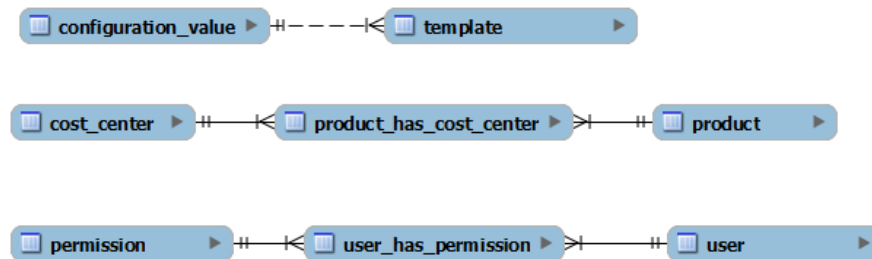 configuration_value template
cost_center product_has_cost_center product
permission user_has_permission user